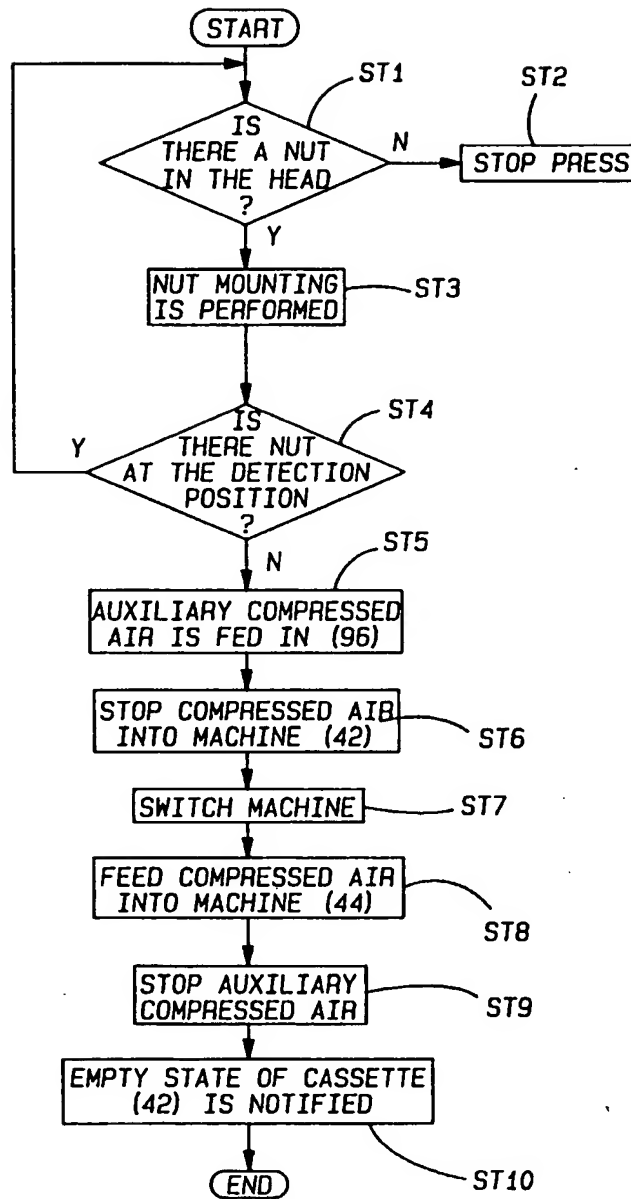 START
ST1
IS
THERE A NUT
IN THE HEAD
?
N
ST2
STOP PRESS
Y
NUT MOUNTING
IS PERFORMED
ST3
IS
THERE NUT
AT THE DETECTION
POSITION
?
ST4
Y
N
ST5
AUXILIARY COMPRESSED
AIR IS FED IN (96)
STOP COMPRESSED AIR
INTO MACHINE (42)
ST6
SWITCH MACHINE
ST7
FEED COMPRESSED AIR
INTO MACHINE (44)
ST8
STOP AUXILIARY
COMPRESSED AIR
ST9
EMPTY STATE OF CASSETTE
(42) IS NOTIFIED
ST10
END